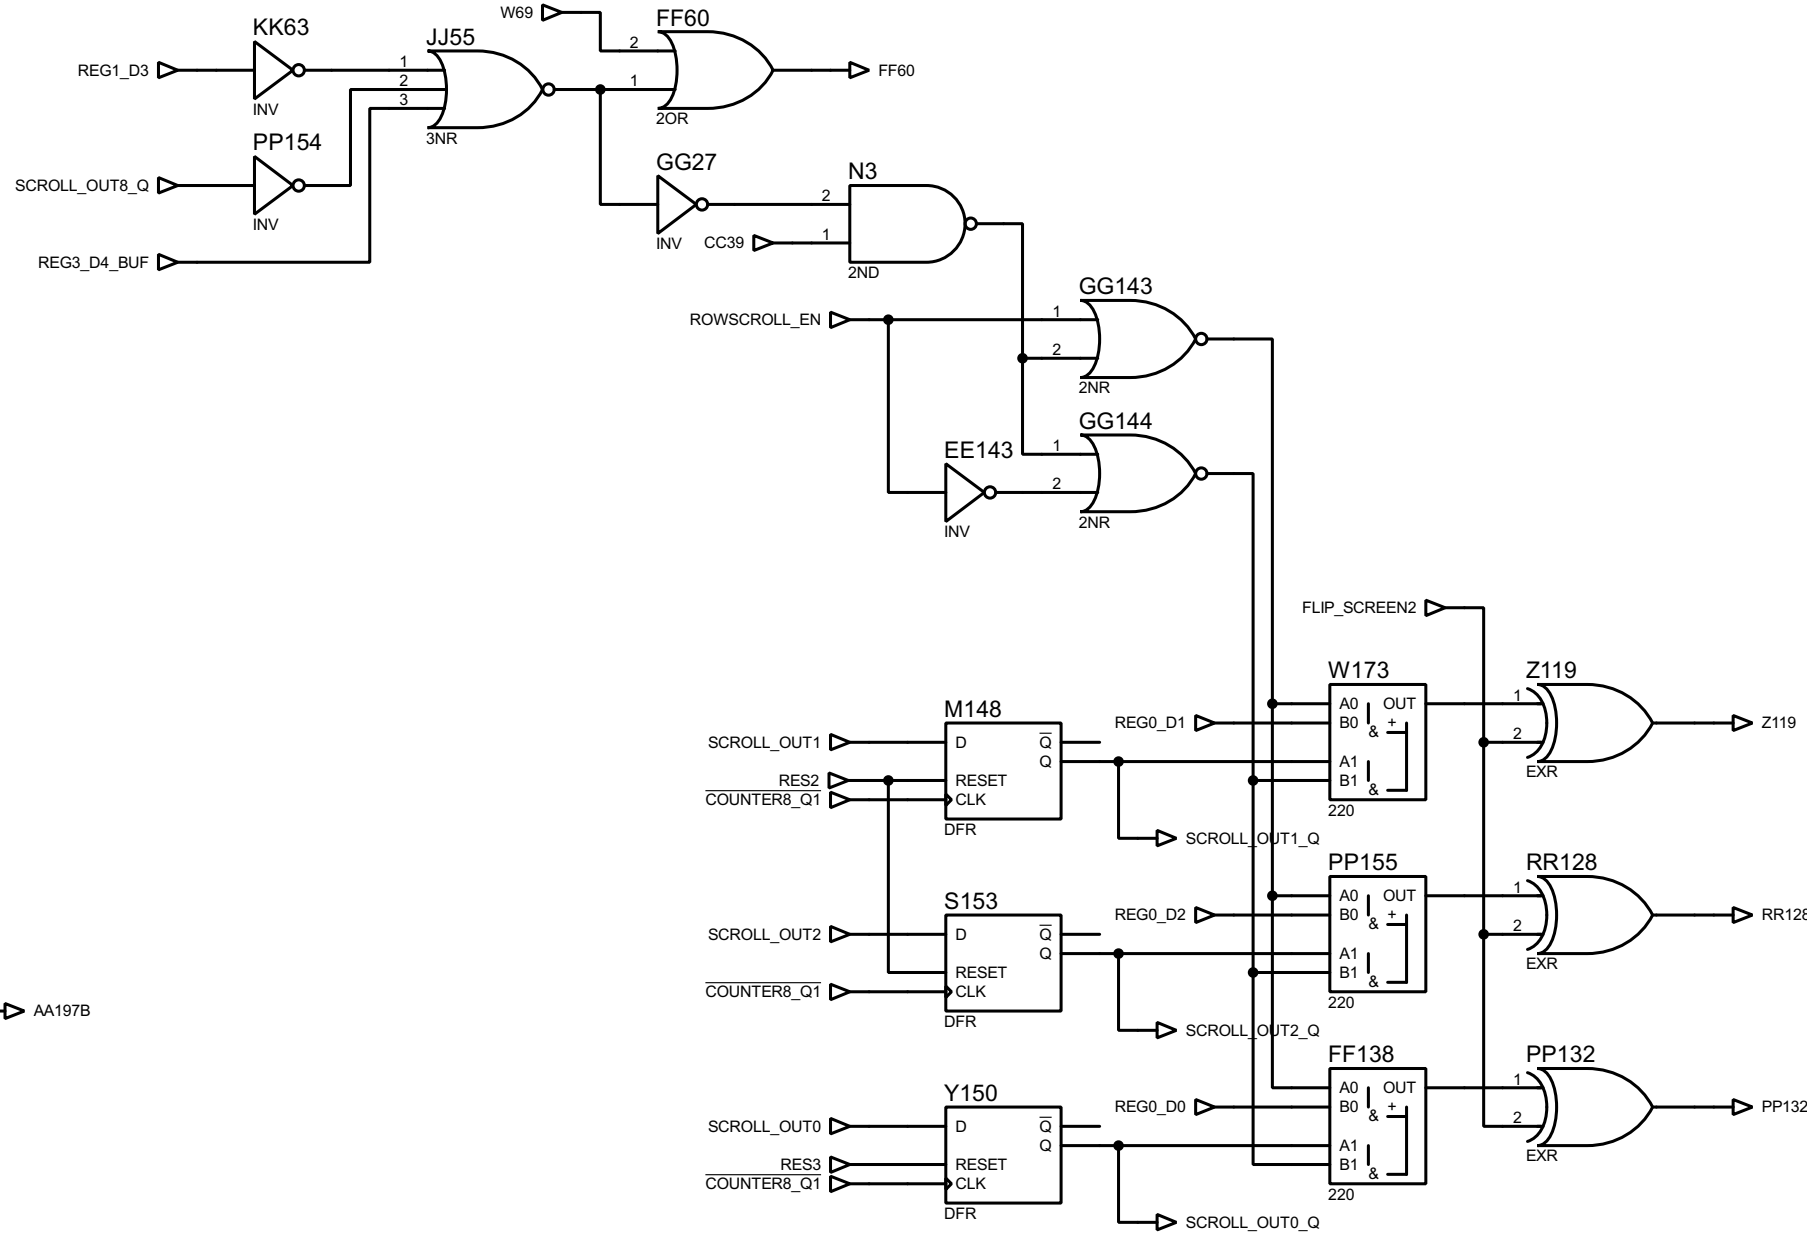 W69
FF60
2
1
2OR
FF60
KK63
REG1_D3
INV
JJ55
1
2
3
3NR
PP154
SCROLL_OUT8_Q
INV
REG3_D4_BUF
GG27
INV
N3
2
CC39
1
2ND
ROWSCROLL_EN
GG143
1
2
2NR
GG144
1
2
2NR
EE143
INV
FLIP_SCREEN2
W173
A0 OUT
REG0_D1
B0 & +
A1
B1 &
220
Z119
1
2
EXR
Z119
M148
SCROLL_OUT1
D Q
Q
RES2
RESET
COUNTER8_Q1
CLK
DFR
SCROLL_OUT1_Q
PP155
A0 OUT
REG0_D2
B0 & +
A1
B1 &
220
RR128
1
2
EXR
RR128
S153
SCROLL_OUT2
D Q
Q
RESET
COUNTER8_Q1
CLK
DFR
SCROLL_OUT2_Q
AA197B
FF138
A0 OUT
REG0_D0
B0 & +
A1
B1 &
220
PP132
1
2
EXR
PP132
Y150
SCROLL_OUT0
D Q
Q
RES3
RESET
COUNTER8_Q1
CLK
DFR
SCROLL_OUT0_Q